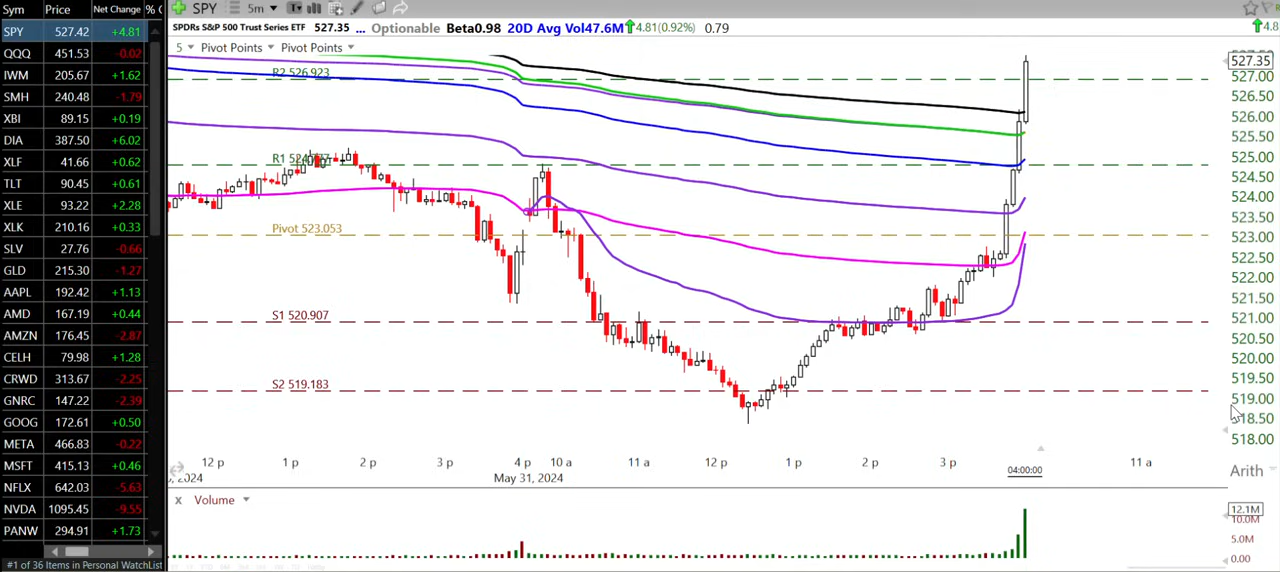 Sym Price Net Change % C
SPY 527.42 +4.81
QQQ 451.53 -0.02
IWM 205.67 +1.62
SMH 240.48 -1.79
XBI 89.15 +0.19
DIA 387.50 +6.02
XLF 41.66 +0.62
TLT 90.45 +0.61
XLE 93.22 +2.28
XLK 210.16 +0.33
SLV 27.76 -0.66
GLD 215.30 -1.27
AAPL 192.42 +1.13
AMD 167.19 +0.44
AMZN 176.45 -2.87
CELH 79.98 +1.28
CRWD 313.67 -2.25
GNRC 147.22 -2.39
GOOG 172.61 +0.50
META 466.83 -0.22
MSFT 415.13 +0.46
NFLX 642.03 -5.63
NVDA 1095.45 -9.55
PANW 294.91 +1.73
#1 of 36 Items in Personal WatchList
SPY 5m T
SPDRs S&P 500 Trust Series ETF 527.35 ... Optionable Beta0.98 20D Avg Vol47.6M 4.81(0.92%) 0.79
+4.8
5 Pivot Points Pivot Points
R2 526.923
R1
Pivot 523.053
S1 520.907
S2 519.183
527.35
527.00
526.50
526.00
525.50
525.00
524.50
524.00
523.50
523.00
522.50
522.00
521.50
521.00
520.50
520.00
519.50
519.00
518.50
518.00
12 p 1 p 2 p 3 p 4 p 10 a 11 a 12 p 1 p 2 p 3 p 04:00:00 11 a
, 2024 May 31, 2024
Arith
X Volume
12.1M
10.0M
5.0M
0.00